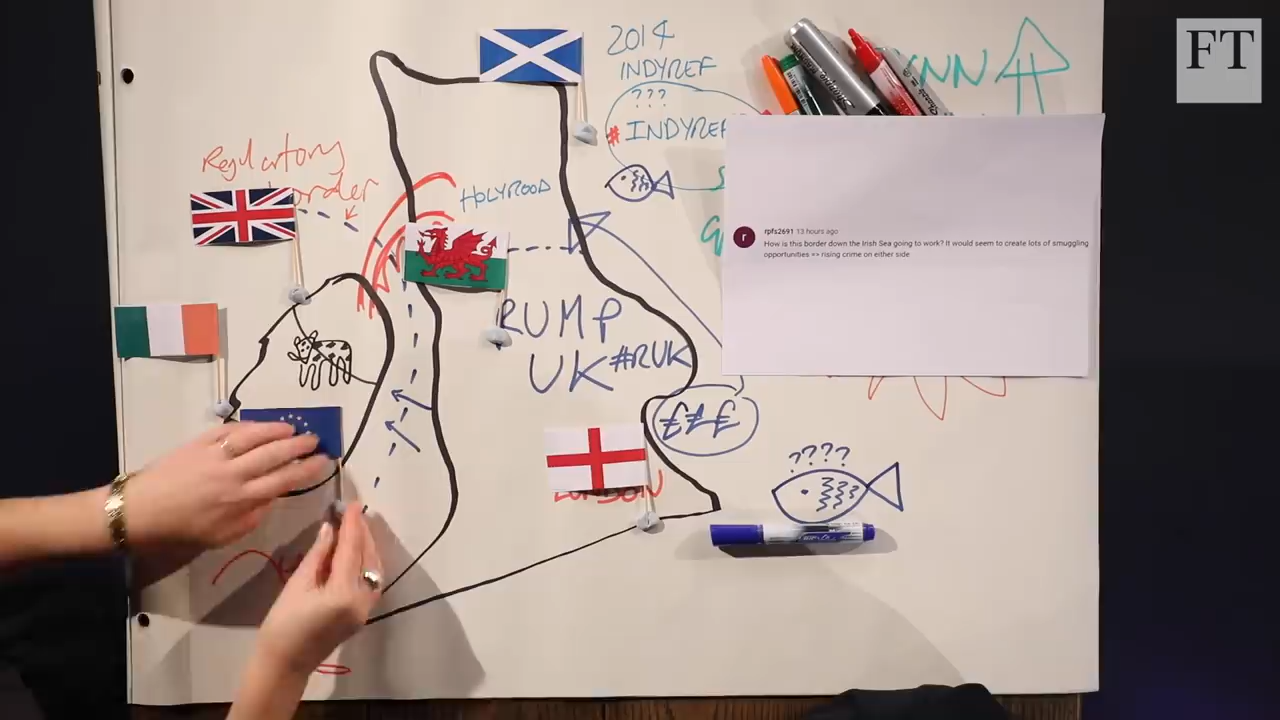 FT
2014
INDYREF
???
# INDYREF
NN
Regulatory
HOLYROOD
rpfs2691 13 hours ago
How is this border down the Irish Sea going to work? It would seem to create lots of smuggling
opportunities => rising crime on either side
RUMP
UK #RUK
£££
LONDON
????